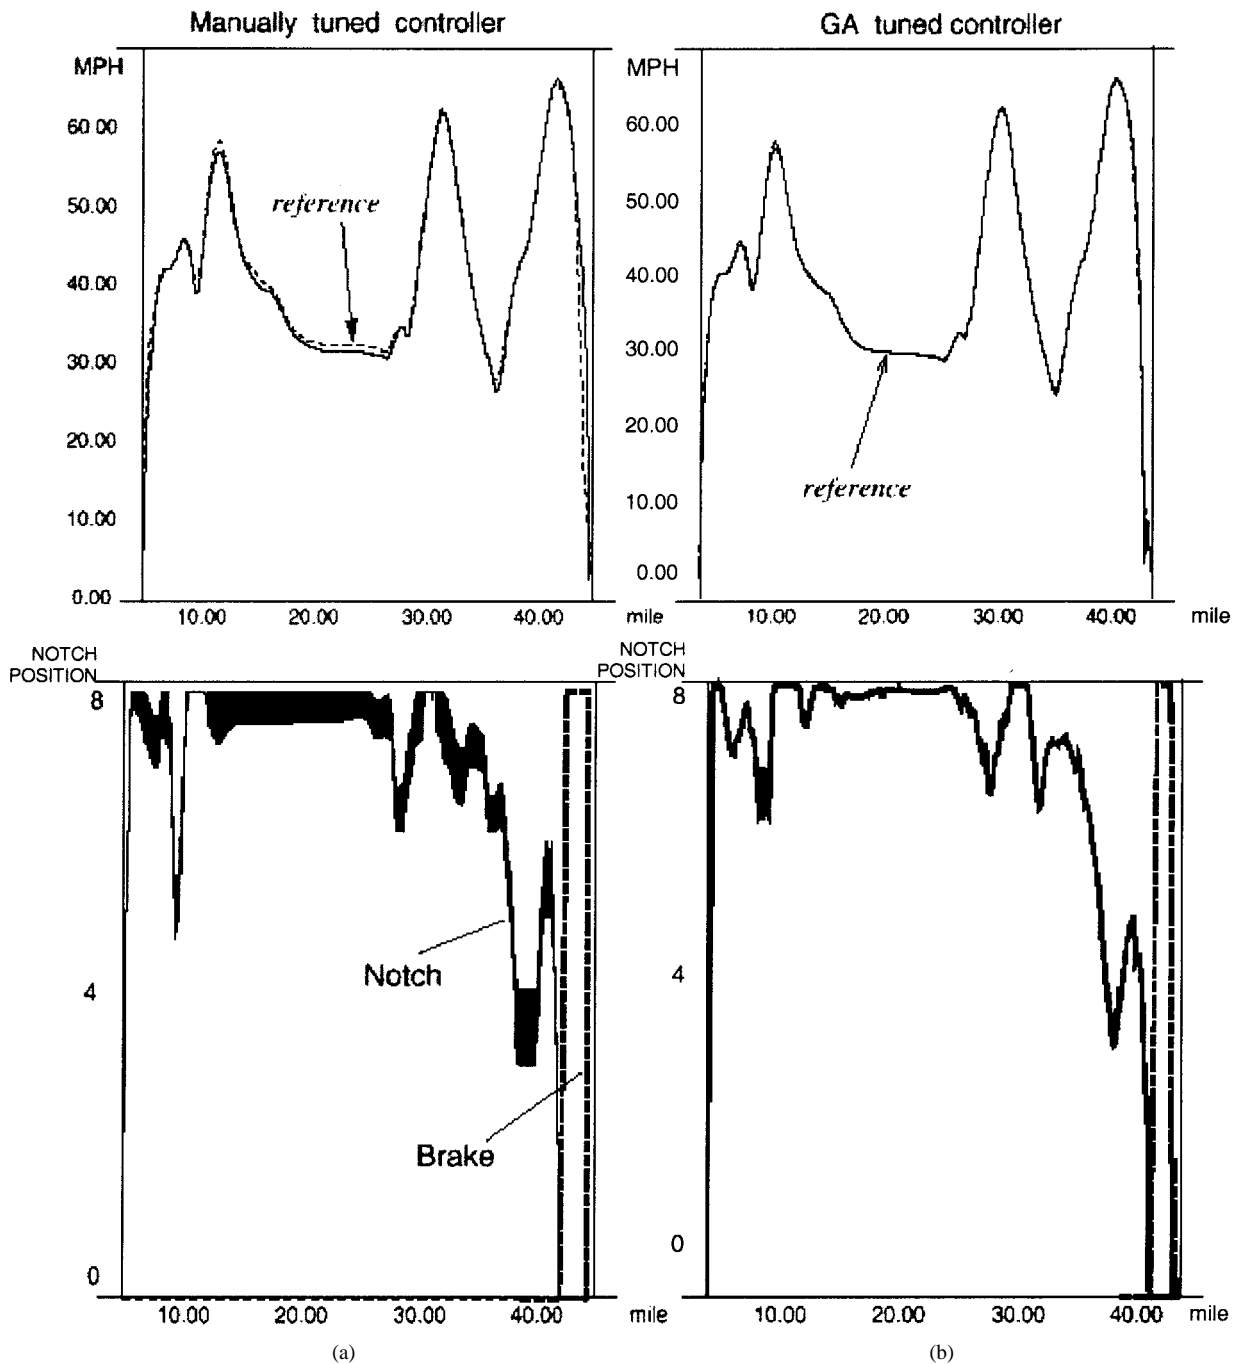 Manually tuned controller
MPH
60.00
50.00
40.00
30.00
20.00
10.00
0.00
reference
10.00 20.00 30.00 40.00 mile
GA tuned controller
MPH
60.00
50.00
40.00
30.00
20.00
10.00
0.00
reference
10.00 20.00 30.00 40.00 mile
NOTCH
POSITION
8
4
0
Notch
Brake
10.00 20.00 30.00 40.00 mile
(a)
NOTCH
POSITION
8
4
0
10.00 20.00 30.00 40.00 mile
(b)